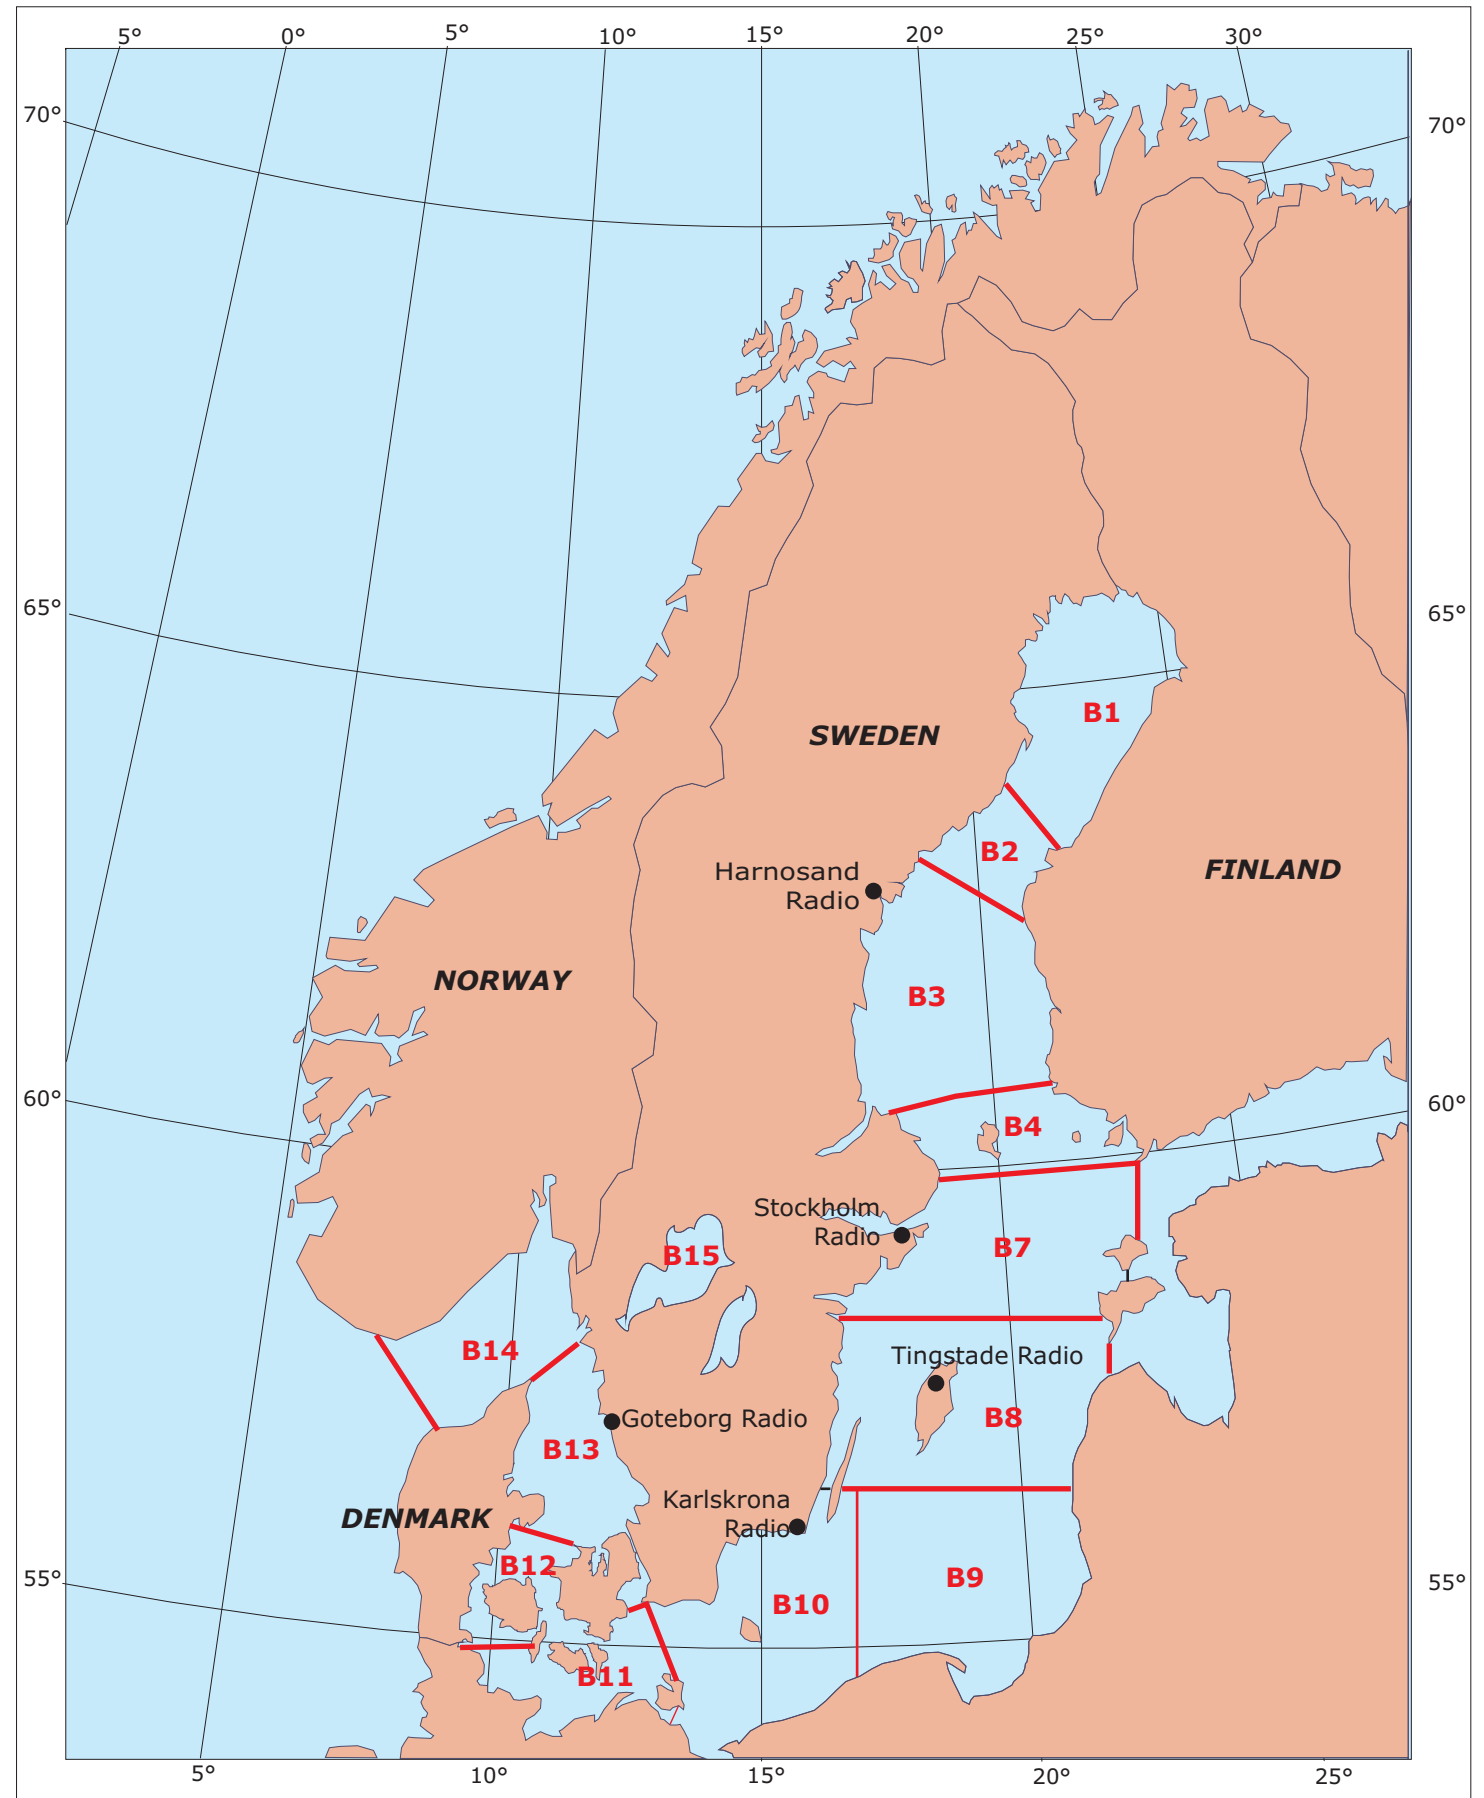 5°
0°
5°
10°
15°
20°
25°
30°
70°
70°
65°
65°
B1
SWEDEN
B2
Harnosand
Radio
FINLAND
NORWAY
B3
60°
60°
B4
Stockholm
Radio
B7
B15
B14
Tingstade Radio
Goteborg Radio
B8
B13
Karlskrona
Radio
DENMARK
B12
55°
55°
B9
B10
B11
5°
10°
15°
20°
25°